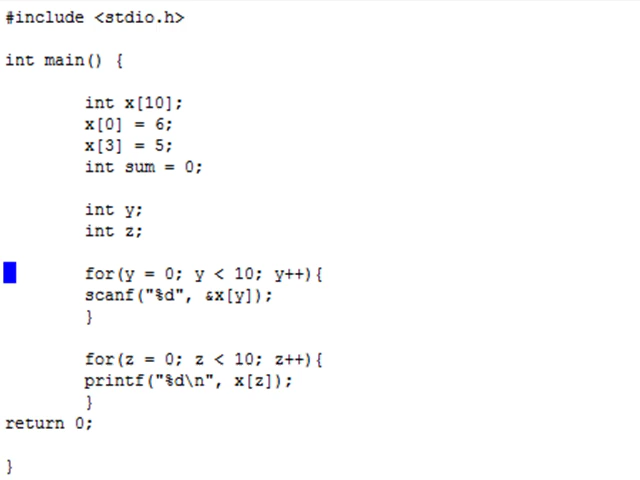 #include <stdio.h>
int main() {
int x[10];
x[0] = 6;
x[3] = 5;
int sum = 0;
int y;
int z;
for(y = 0; y < 10; y++){
scanf("%d", &x[y]);
}
for(z = 0; z < 10; z++){
printf("%d\n", x[z]);
}
return 0;
}